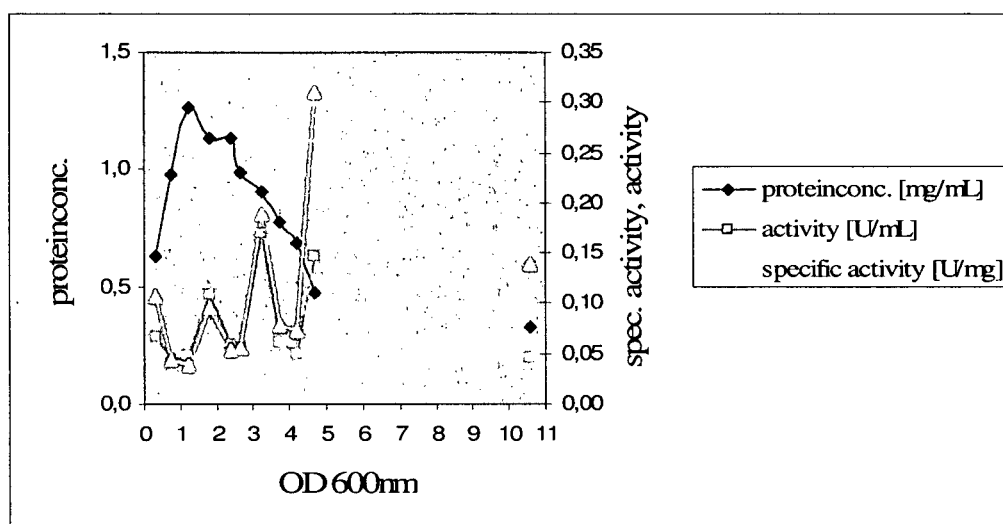 1,5
1,0
0,5
0,0
proteinconc.
0,35
0,30
0,25
0,20
0,15
0,10
0,05
0,00
spec. activity, activity
0 1 2 3 4 5 6 7 8 9 10 11
OD 600nm
proteinconc. [mg/mL]
activity [U/mL]
specific activity [U/mg]